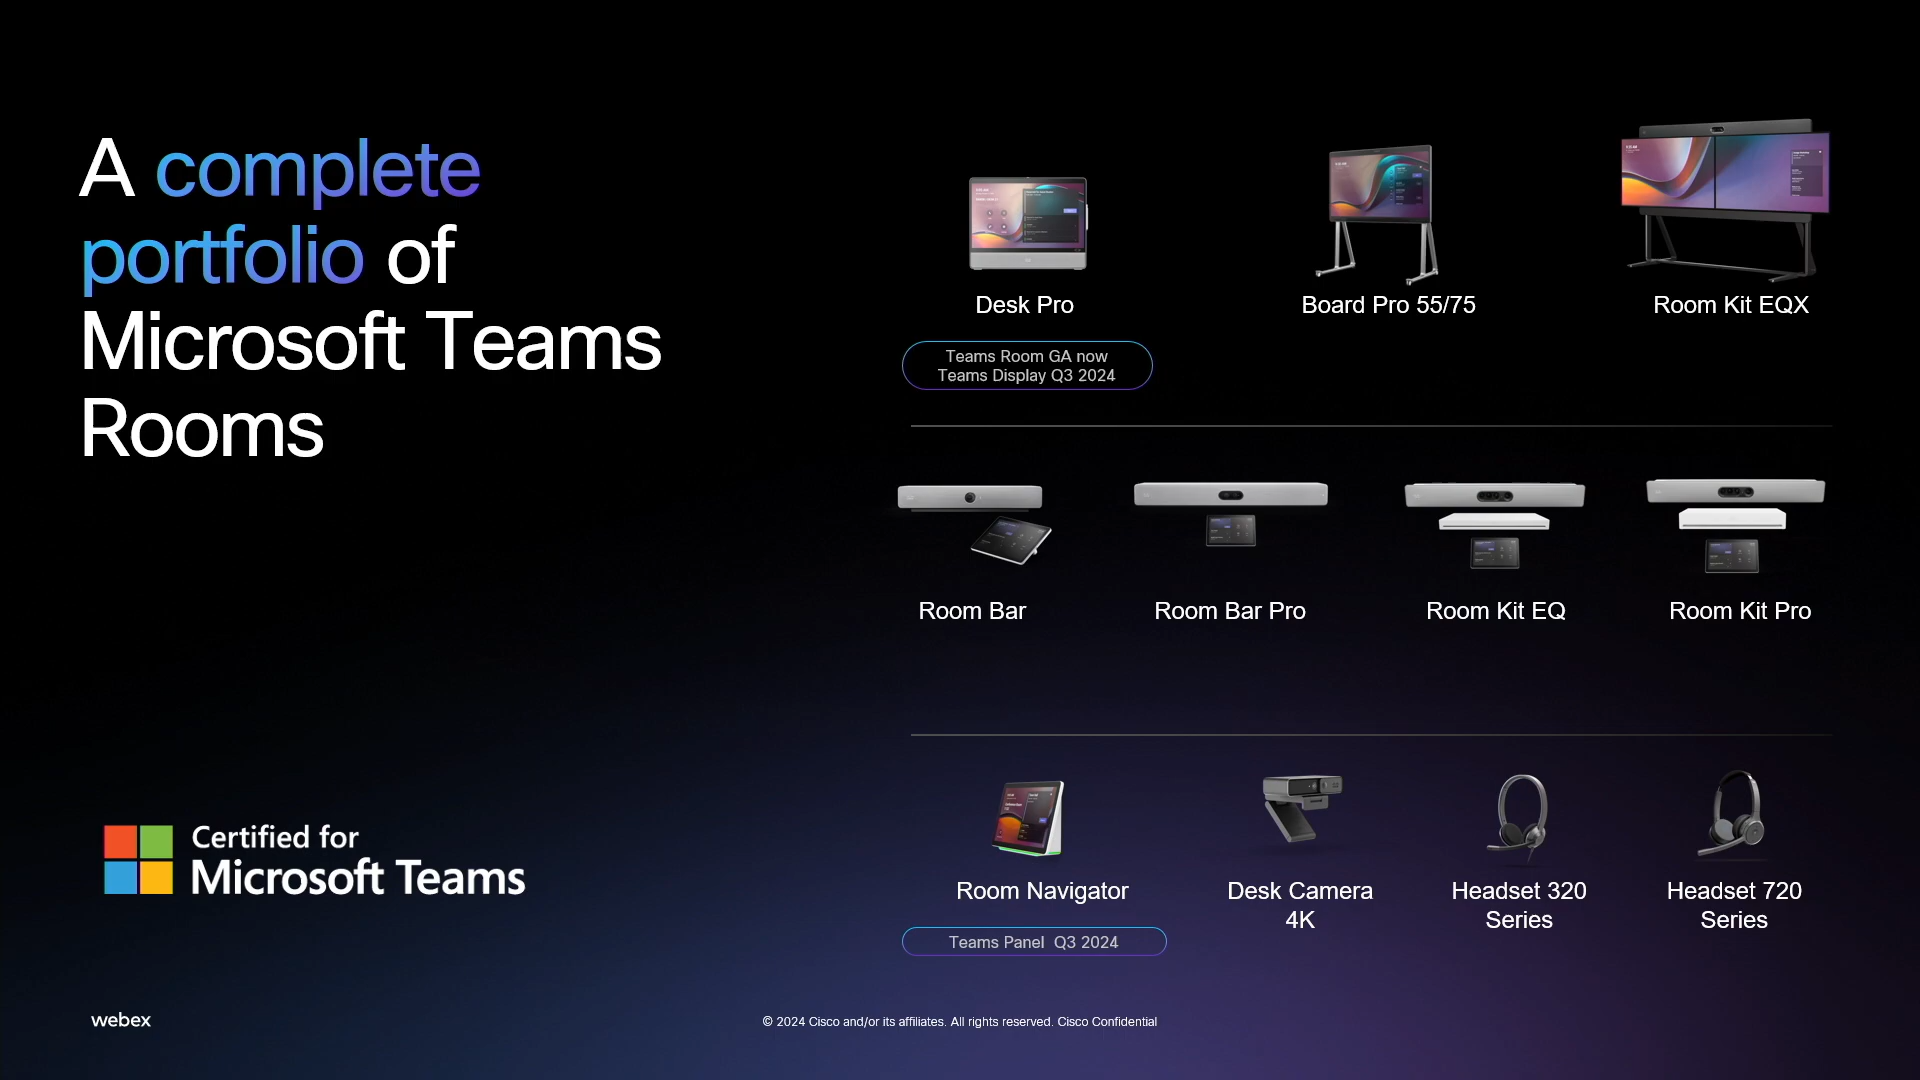 A complete
portfolio of
Microsoft Teams
Rooms
Desk Pro
Board Pro 55/75
Room Kit EQX
Teams Room GA now
Teams Display Q3 2024
Room Bar
Room Bar Pro
Room Kit EQ
Room Kit Pro
Room Navigator
Desk Camera
4K
Headset 320
Series
Headset 720
Series
Teams Panel Q3 2024
Certified for
Microsoft Teams
webex
© 2024 Cisco and/or its affiliates. All rights reserved. Cisco Confidential